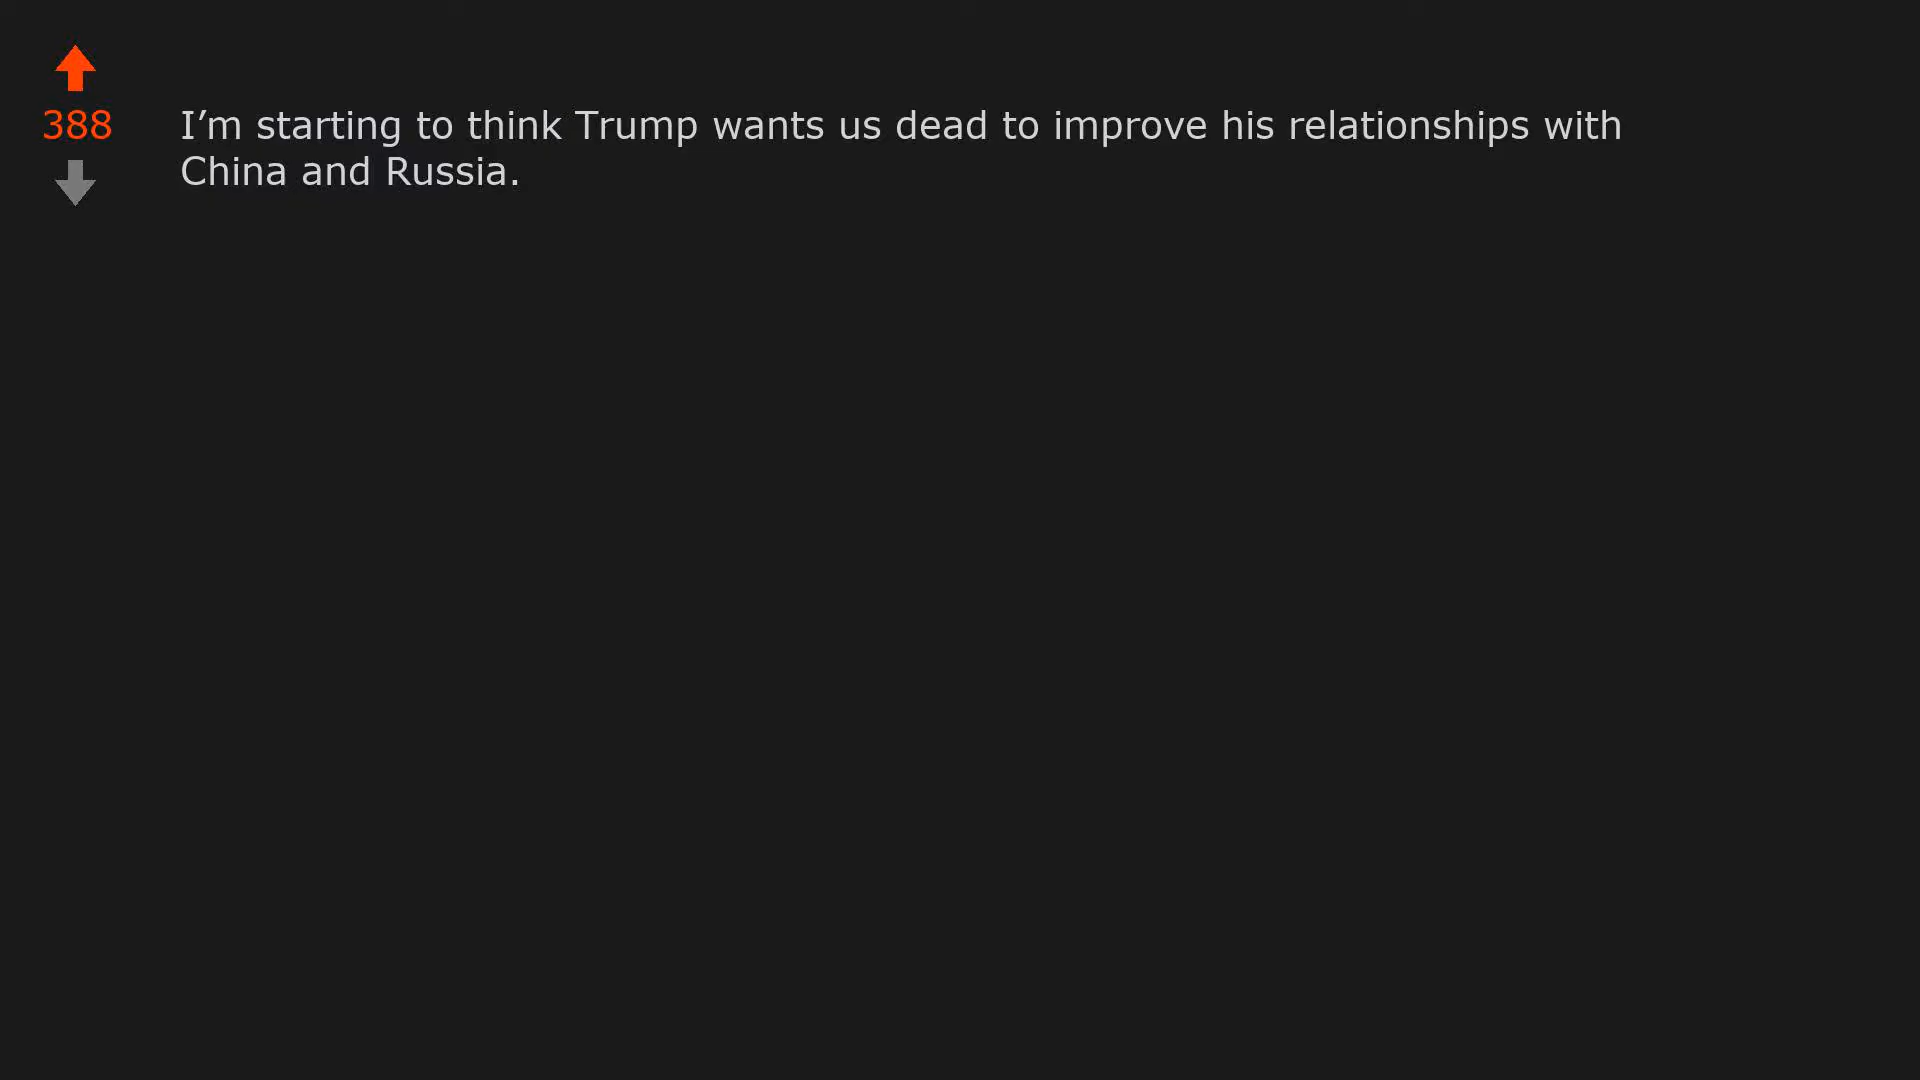 388
I’m starting to think Trump wants us dead to improve his relationships with
China and Russia.